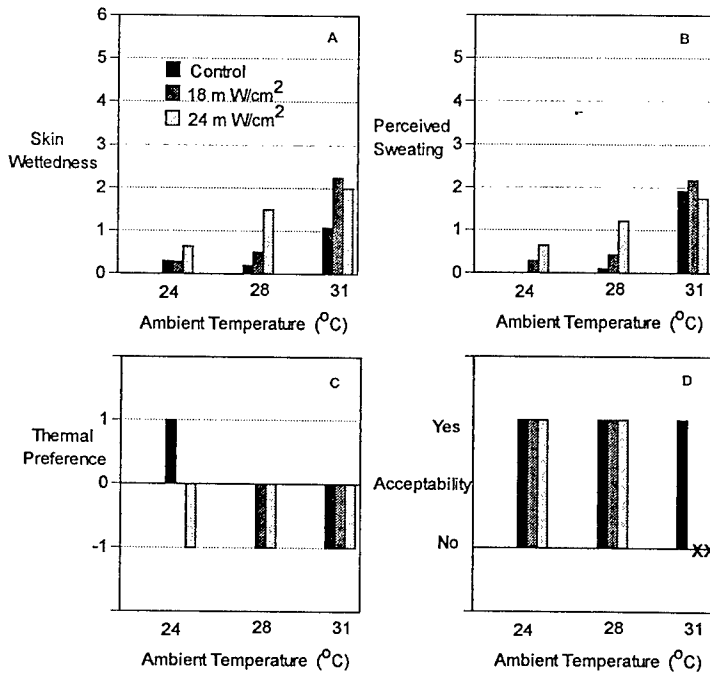 6
5
4
3
2
1
0
A
Control
18 m W/cm²
24 m W/cm²
Skin
Wettedness
24 28 31
Ambient Temperature (°C)
6
5
4
3
2
1
0
B
Perceived
Sweating
24 28 31
Ambient Temperature (°C)
C
1
0
-1
Thermal
Preference
24 28 31
Ambient Temperature (°C)
D
Yes
Acceptability
No
XX
24 28 31
Ambient Temperature (°C)